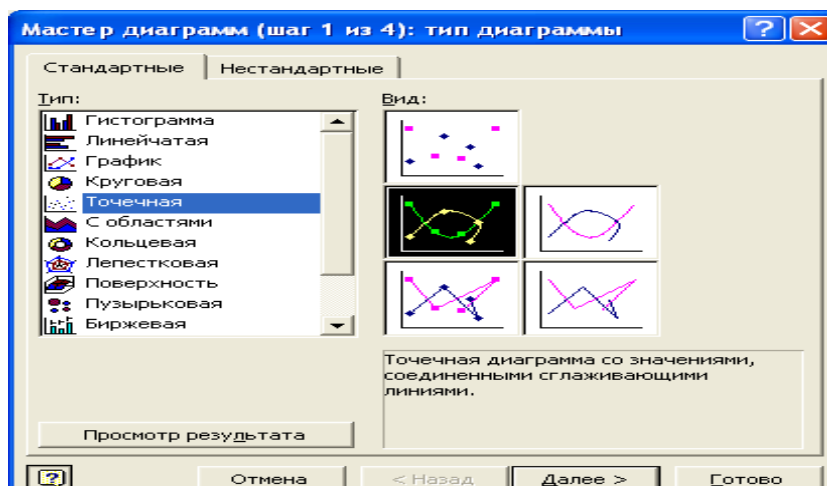 Мастер диаграмм (шаг 1 из 4): тип диаграммы
Стандартные Нестандартные
Тип:
Вид:
Гистограмма
Линейчатая
График
Круговая
Точечная
С областями
Кольцевая
Лепестковая
Поверхность
Пузырьковая
Биржевая
Точечная диаграмма со значениями,
соединенными сглаживающими
линиями.
Просмотр результата
Отмена < Назад Далее > Готово